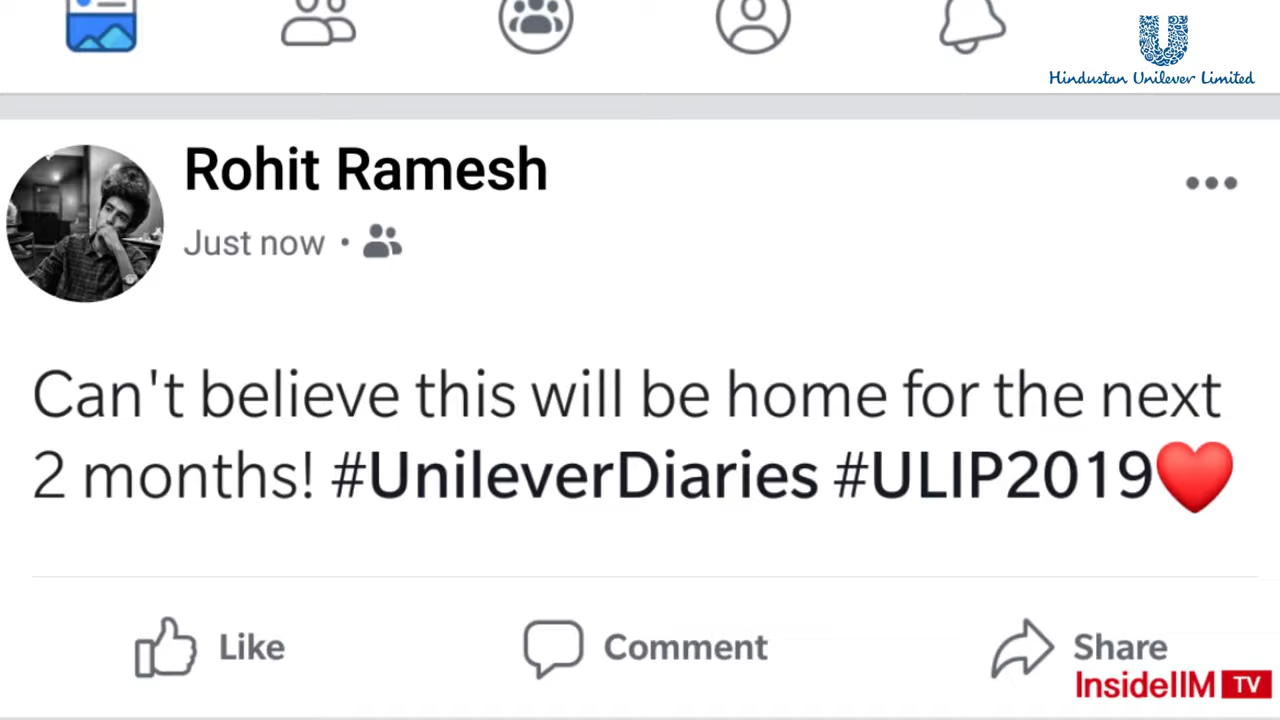 Hindustan Unilever Limited
Rohit Ramesh
Just now •
Can't believe this will be home for the next
2 months! #UnileverDiaries #ULIP2019❤️
Like
Comment
Share
InsideIIM TV